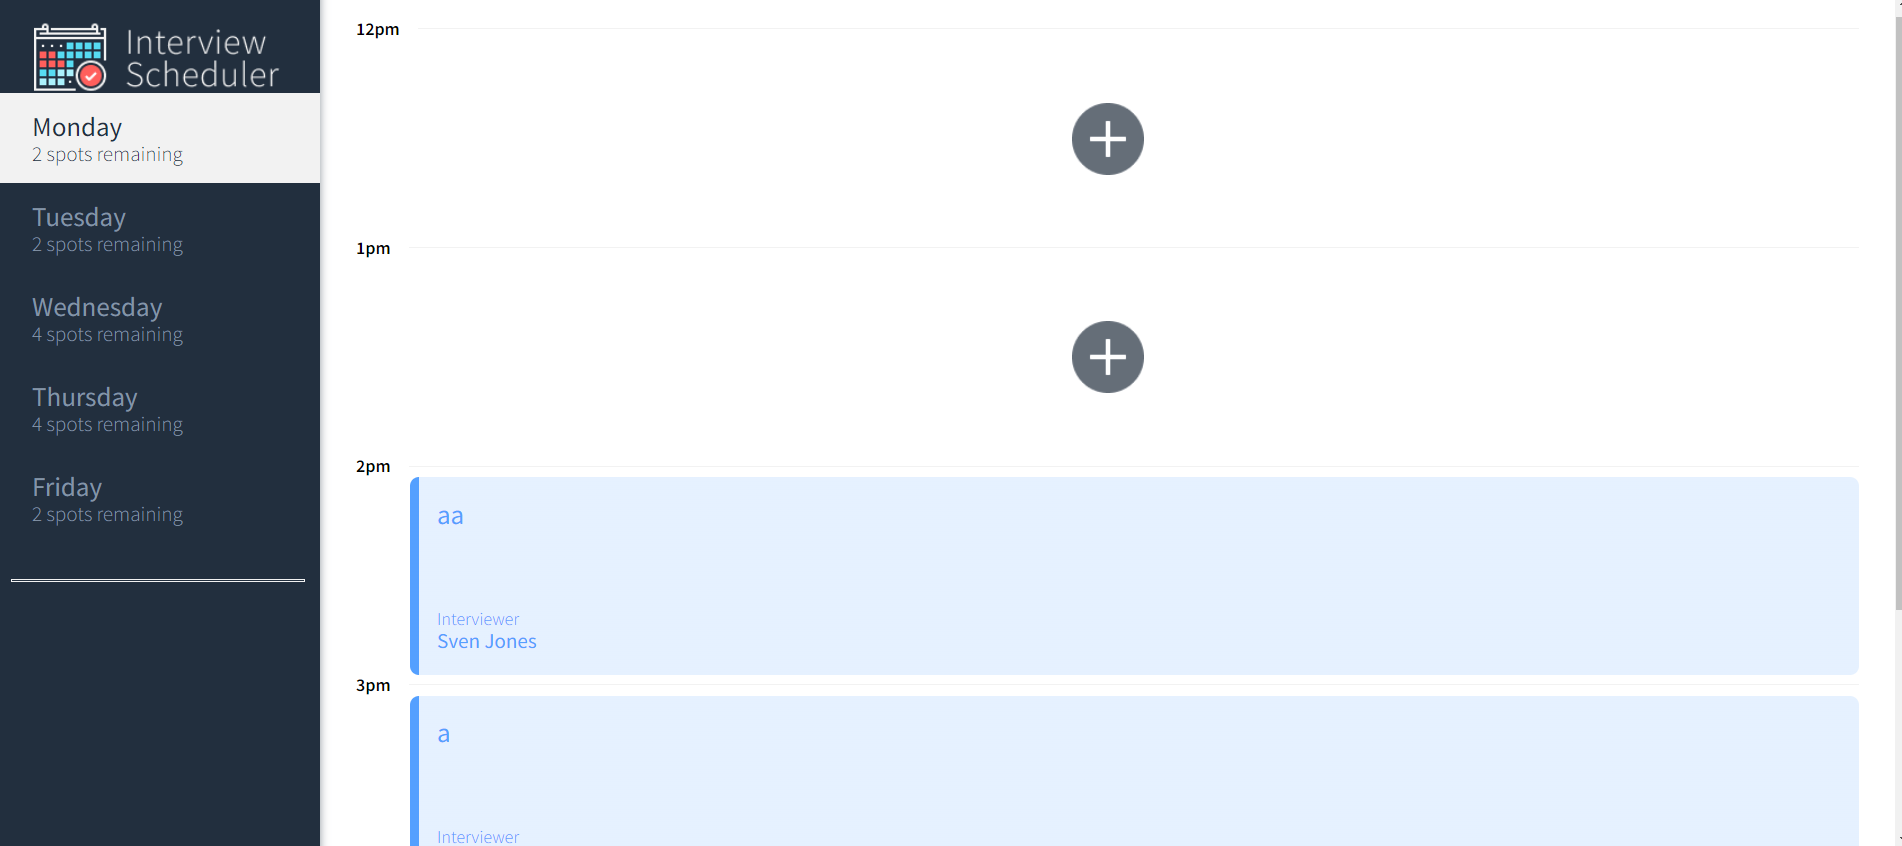 Interview
Scheduler
Monday
2 spots remaining
Tuesday
2 spots remaining
Wednesday
4 spots remaining
Thursday
4 spots remaining
Friday
2 spots remaining
12pm
1pm
2pm
aa
Interviewer
Sven Jones
3pm
a
Interviewer